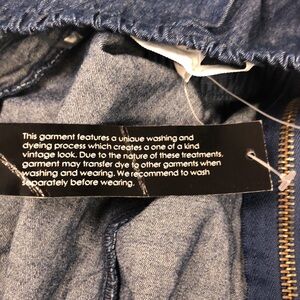 This garment features a unique washing and
dyeing process which creates a one of a kind
vintage look. Due to the nature of these treatments,
garment may transfer dye to other garments when
washing and wearing. We recommend to wash
separately before wearing.